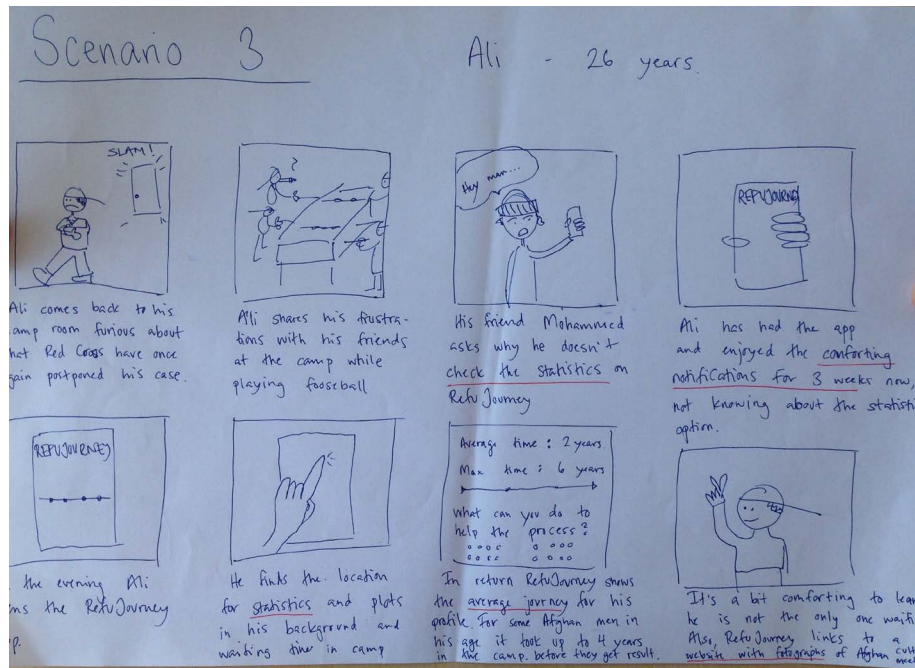 Scenario 3
Ali - 26 years.
SLAM!
Ali comes back to his
amp room furious about
hat Red Cross have once
gain postponed his case.
?
Ali shares his frustra-
tions with his friends
at the camp while
playing fooseball
Hey man...
His friend Mohammed
asks why he doesn't
check the statistics on
RefuJourney
REFUJOURNEY
Ali has had the app
and enjoyed the comforting
notifications for 3 weeks now,
not knowing about the statisti
option.
REFUJOURNEY
the evening Ali
ns the RefuJourney
p.
He finds the location
for statistics and plots
in his background and
waiting time in camp
Average time : 2 years
Max time : 6 years
What can you do to
help the process?
In return RefuJourney shows
the average journey for his
profile. For some Afghan men in
his age it took up to 4 years
in the camp before they get result.
It's a bit comforting to lear
he is not the only one waiti
Also, RefuJourney links to a
website with fotographs of Afghan cult